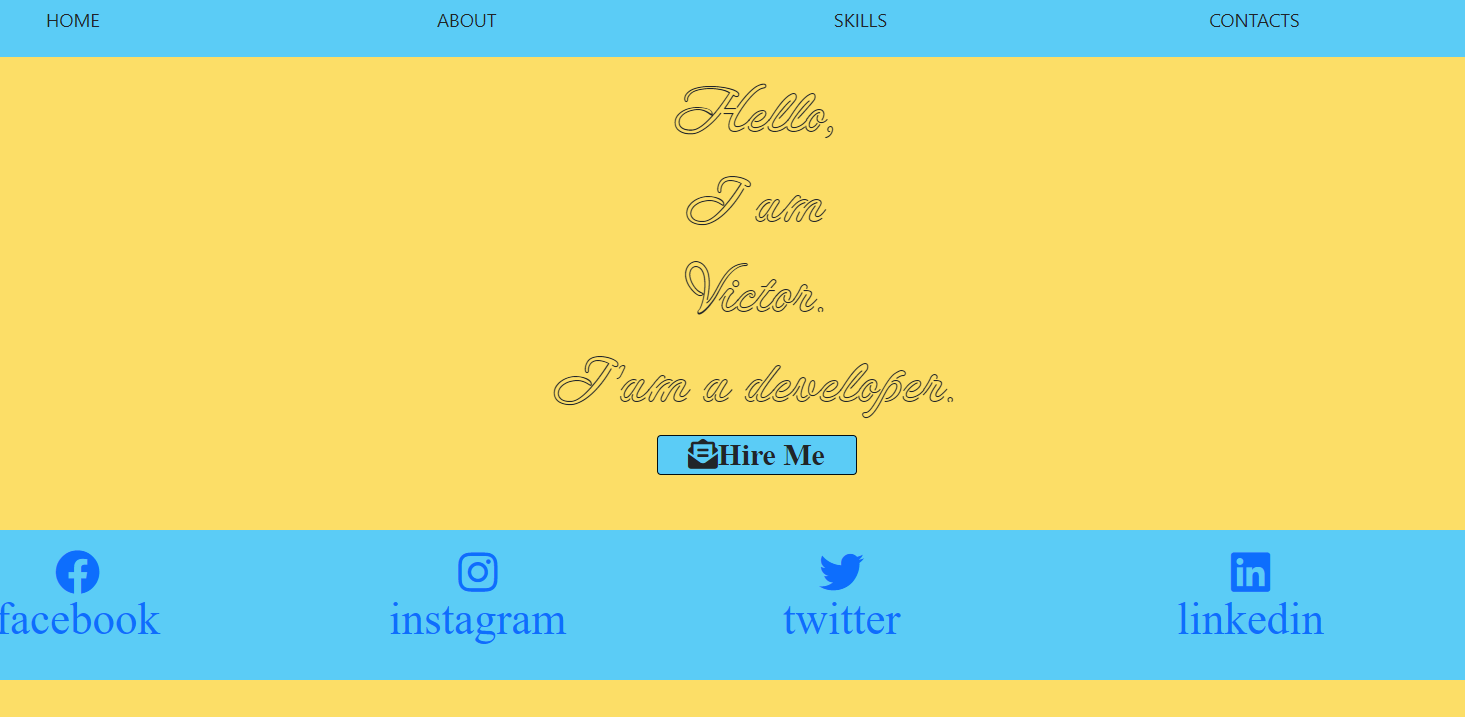 HOME ABOUT SKILLS CONTACTS
Hello,
I am
Victor.
I'am a developer.
Hire Me
facebook instagram twitter linkedin